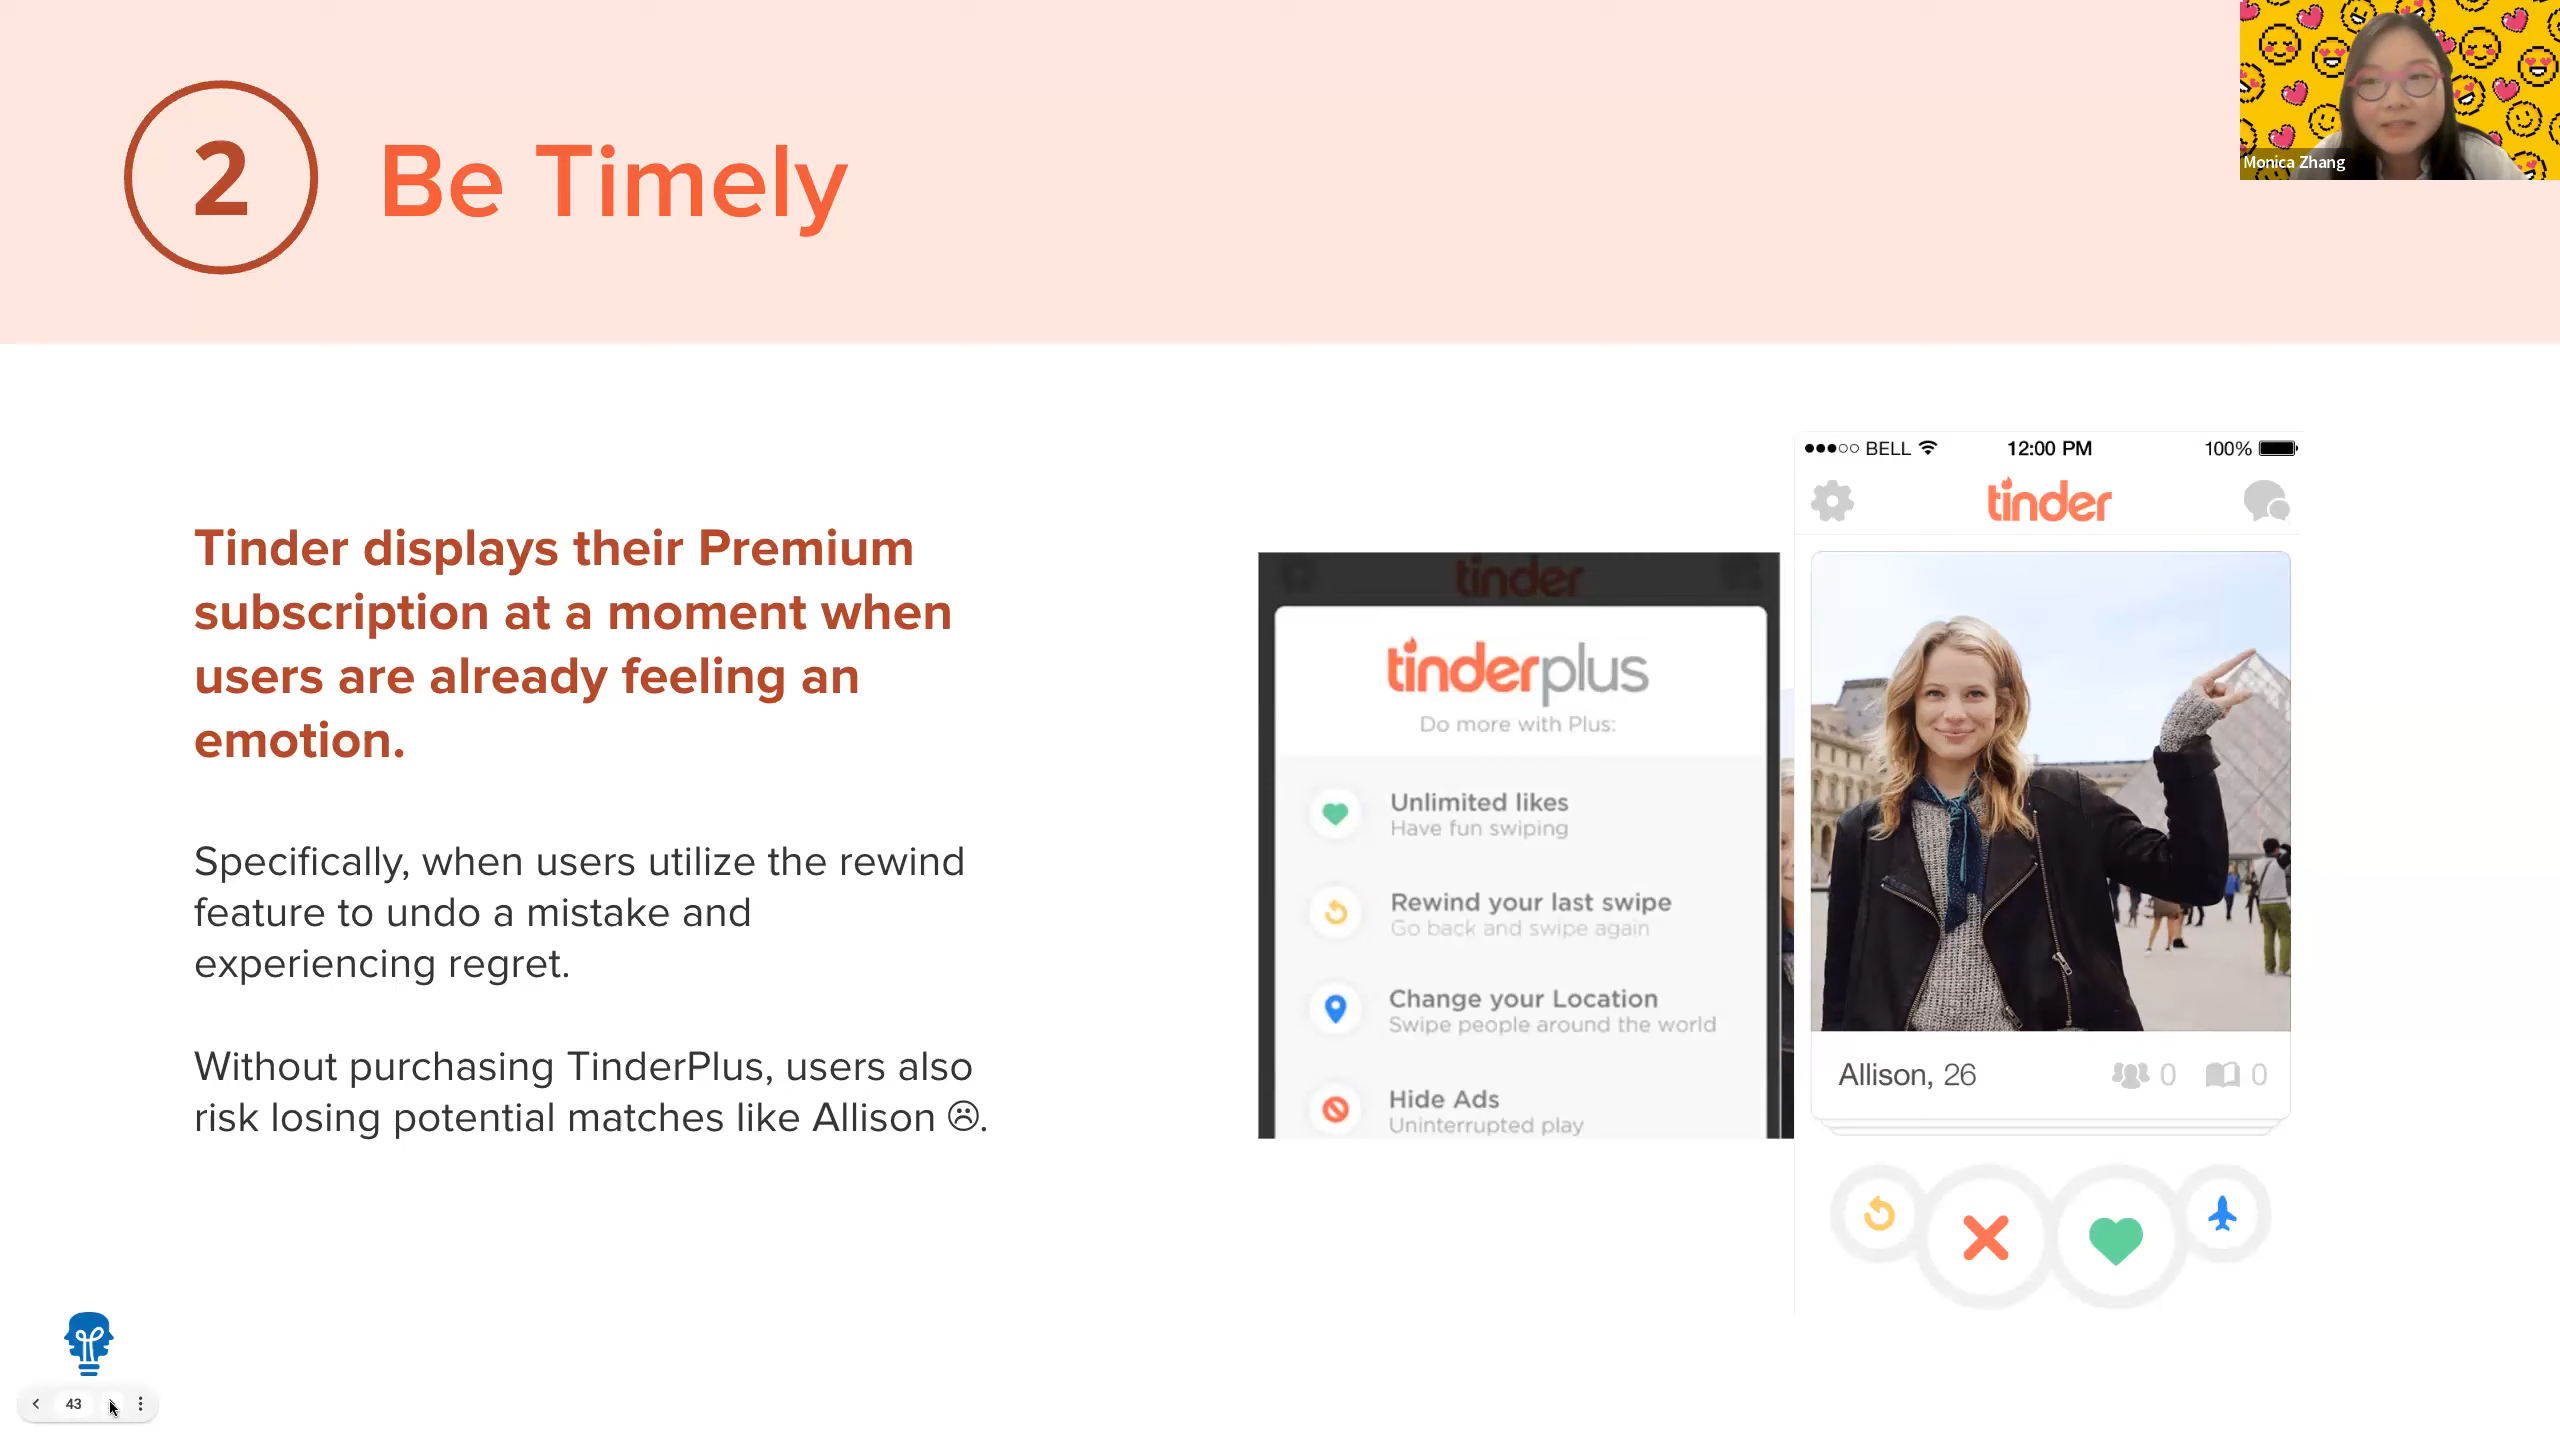 2
Be Timely
Monica Zhang
Tinder displays their Premium
subscription at a moment when
users are already feeling an
emotion.
Specifically, when users utilize the rewind
feature to undo a mistake and
experiencing regret.
Without purchasing TinderPlus, users also
risk losing potential matches like Allison ☹.
tinder
tinderplus
Do more with Plus:
Unlimited likes
Have fun swiping
Rewind your last swipe
Go back and swipe again
Change your Location
Swipe people around the world
Hide Ads
Uninterrupted play
BELL 12:00 PM 100%
tinder
Allison, 26 0 0
43